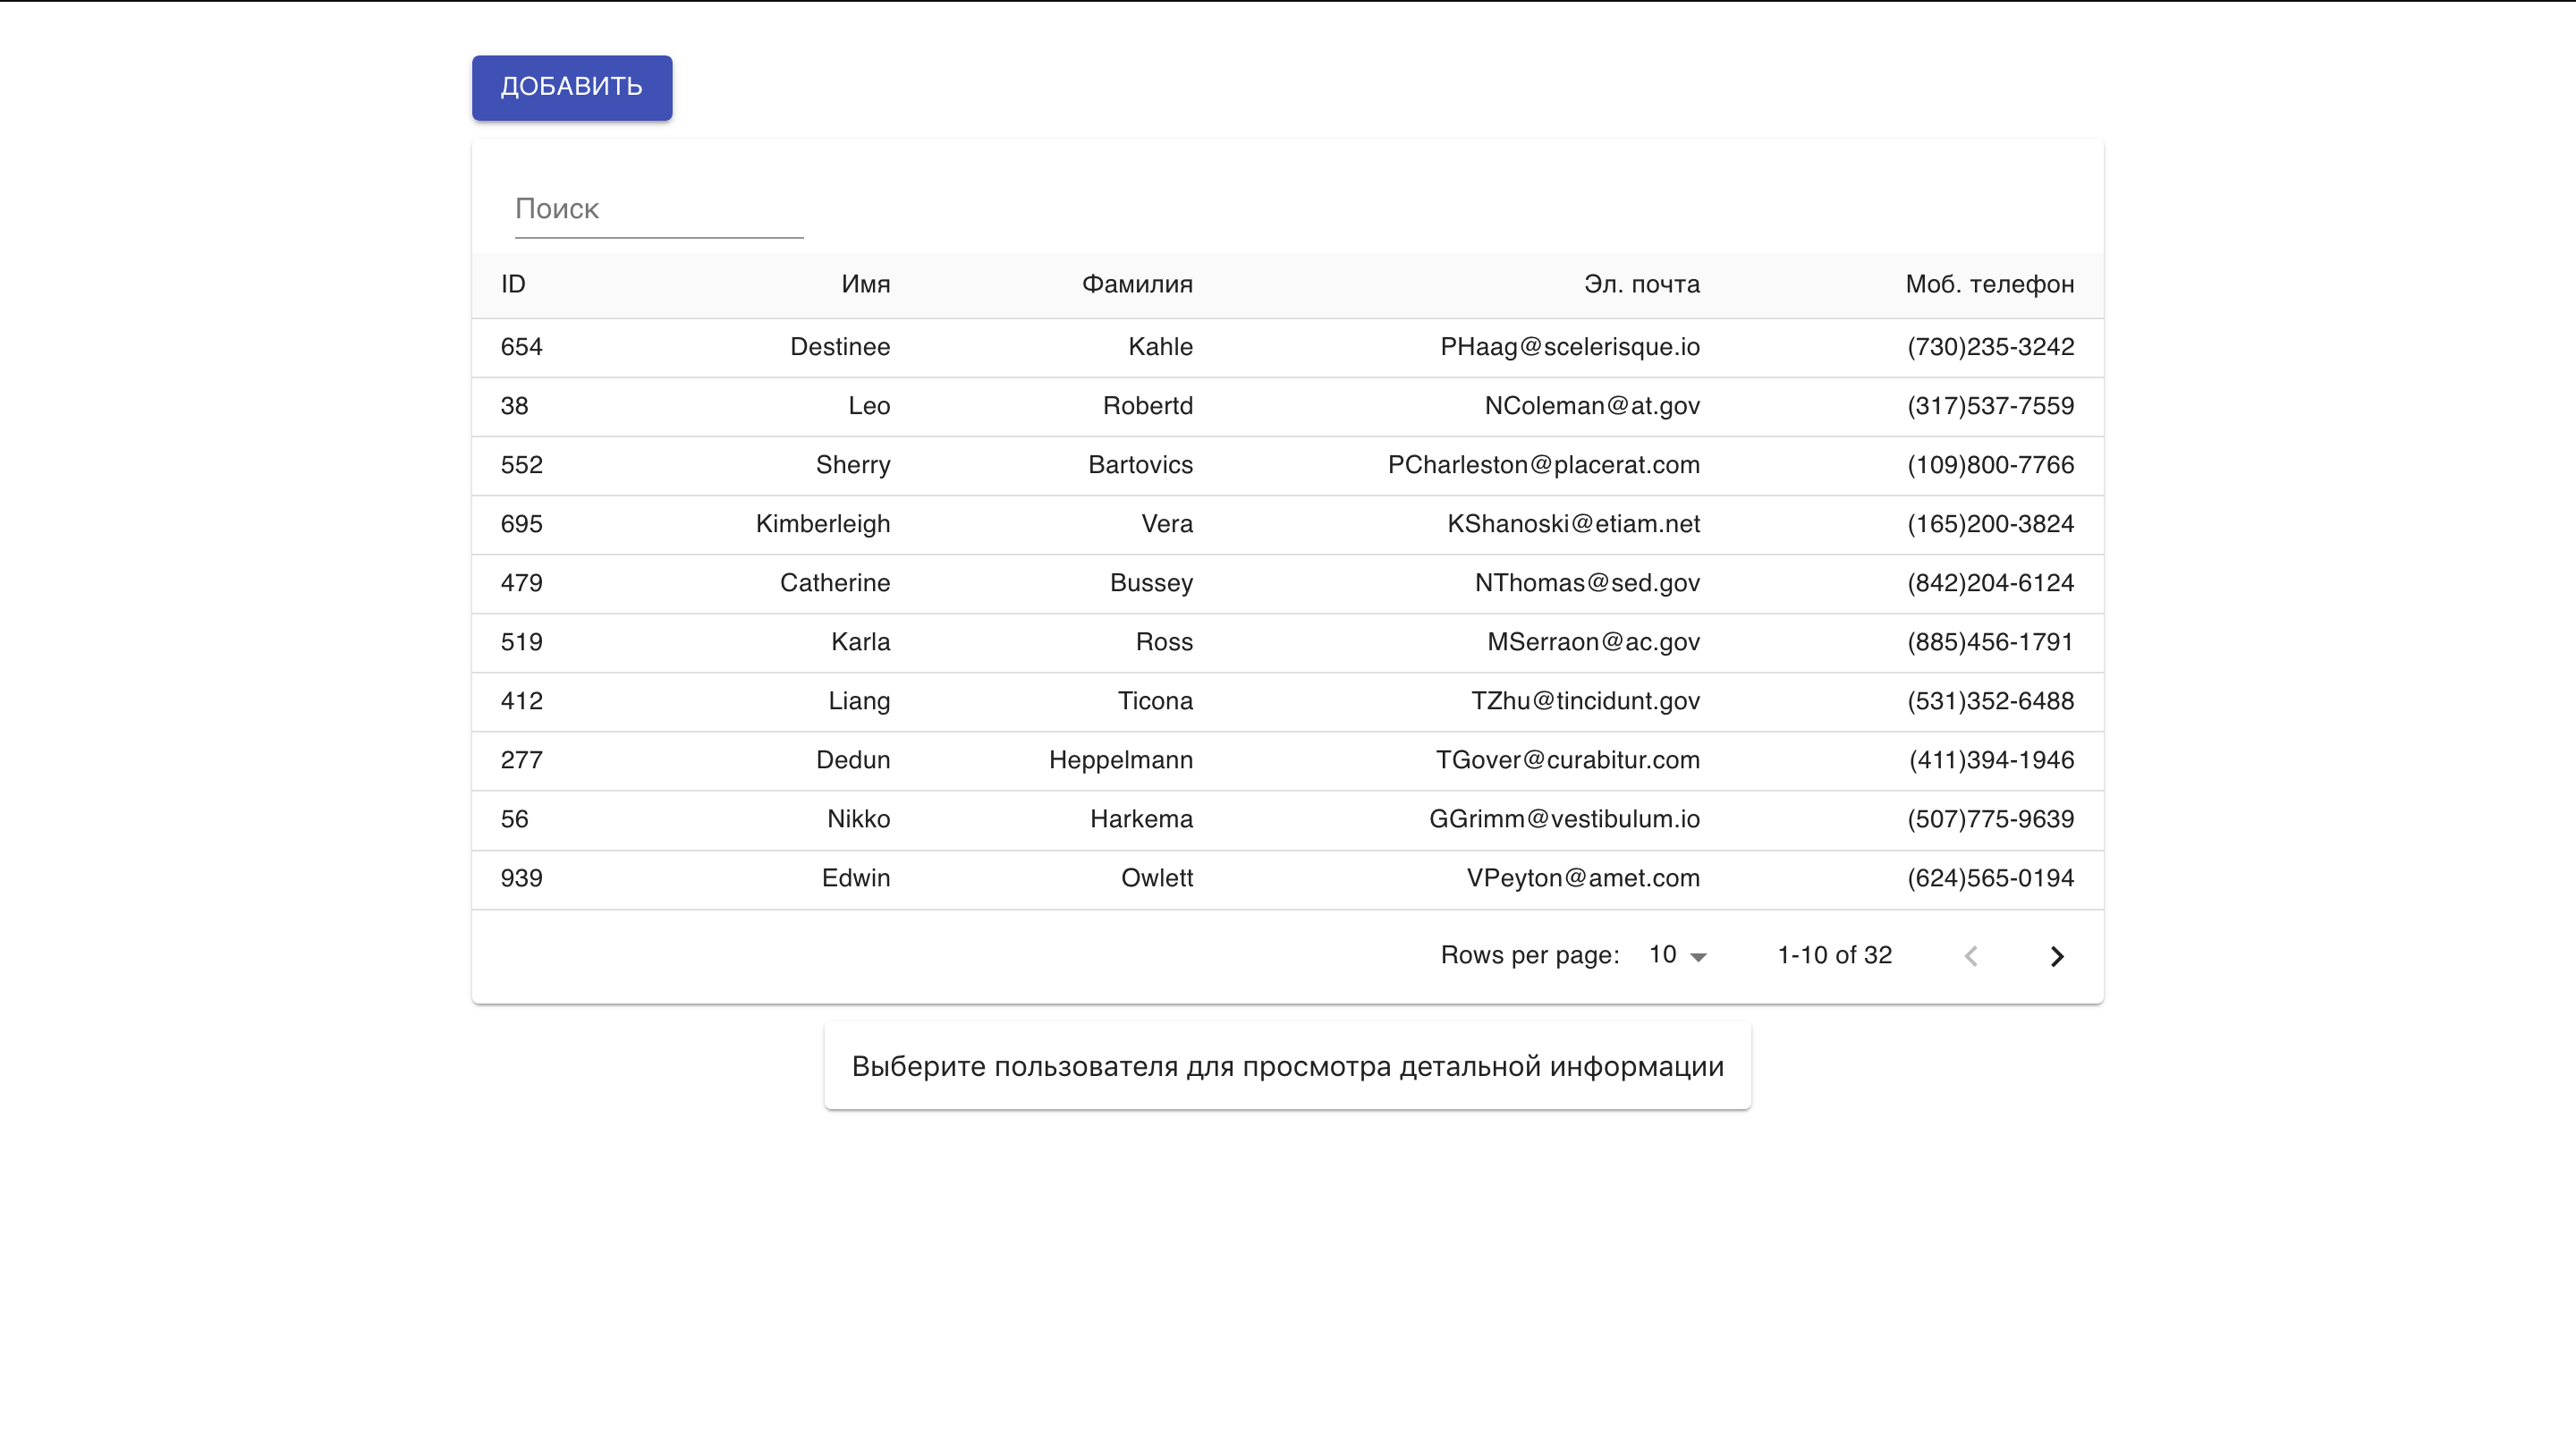 ДОБАВИТЬ
Поиск
ID Имя Фамилия Эл. почта Моб. телефон
654 Destinee Kahle PHaag@scelerisque.io (730)235-3242
38 Leo Robertd NColeman@at.gov (317)537-7559
552 Sherry Bartovics PCharleston@placerat.com (109)800-7766
695 Kimberleigh Vera KShanoski@etiam.net (165)200-3824
479 Catherine Bussey NThomas@sed.gov (842)204-6124
519 Karla Ross MSerraon@ac.gov (885)456-1791
412 Liang Ticona TZhu@tincidunt.gov (531)352-6488
277 Dedun Heppelmann TGover@curabitur.com (411)394-1946
56 Nikko Harkema GGrimm@vestibulum.io (507)775-9639
939 Edwin Owlett VPeyton@amet.com (624)565-0194
Rows per page: 10 1-10 of 32
Выберите пользователя для просмотра детальной информации